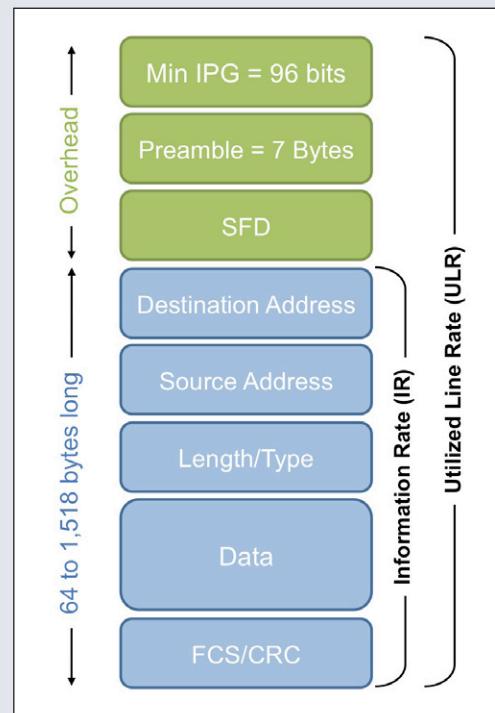 Min IPG = 96 bits
Preamble = 7 Bytes
SFD
Destination Address
Source Address
Length/Type
Data
FCS/CRC
Overhead
64 to 1,518 bytes long
Information Rate (IR)
Utilized Line Rate (ULR)